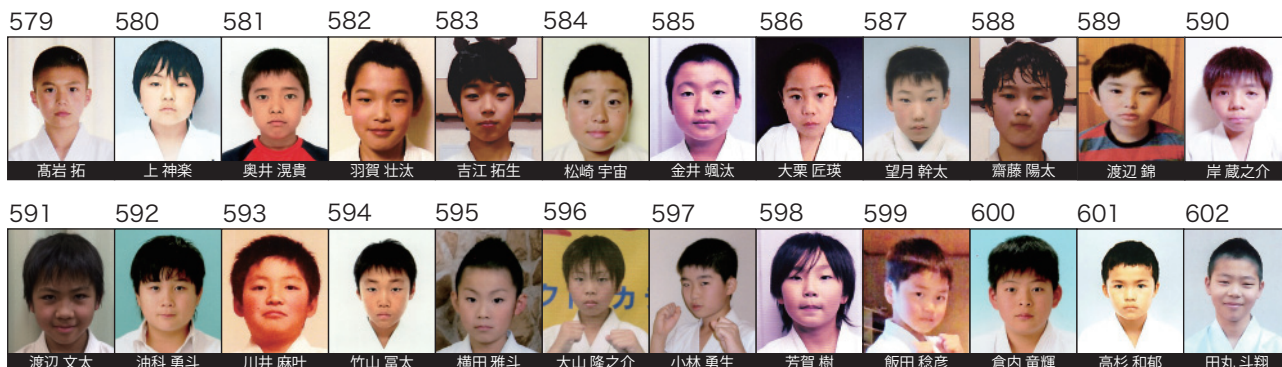 579 580 581 582 583 584 585 586 587 588 589 590
髙岩 拓 上 神楽 奥井 滉貴 羽賀 壮汰 吉江 拓生 松崎 宇宙 金井 颯汰 大栗 匠瑛 望月 幹太 齋藤 陽太 渡辺 錦 岸 蔵之介
591 592 593 594 595 596 597 598 599 600 601 602
クト カラ
渡辺 文太 油科 勇斗 川井 麻叶 竹山 冨太 横田 雅斗 大山 隆之介 小林 勇生 芳賀 樹 飯田 稔彦 倉内 竜輝 高杉 和郁 田丸 斗翔